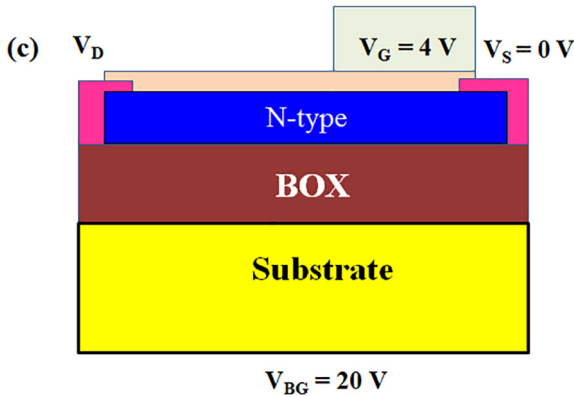 (c) V_D V_G = 4 V V_S = 0 V
N-type
BOX
Substrate
V_BG = 20 V